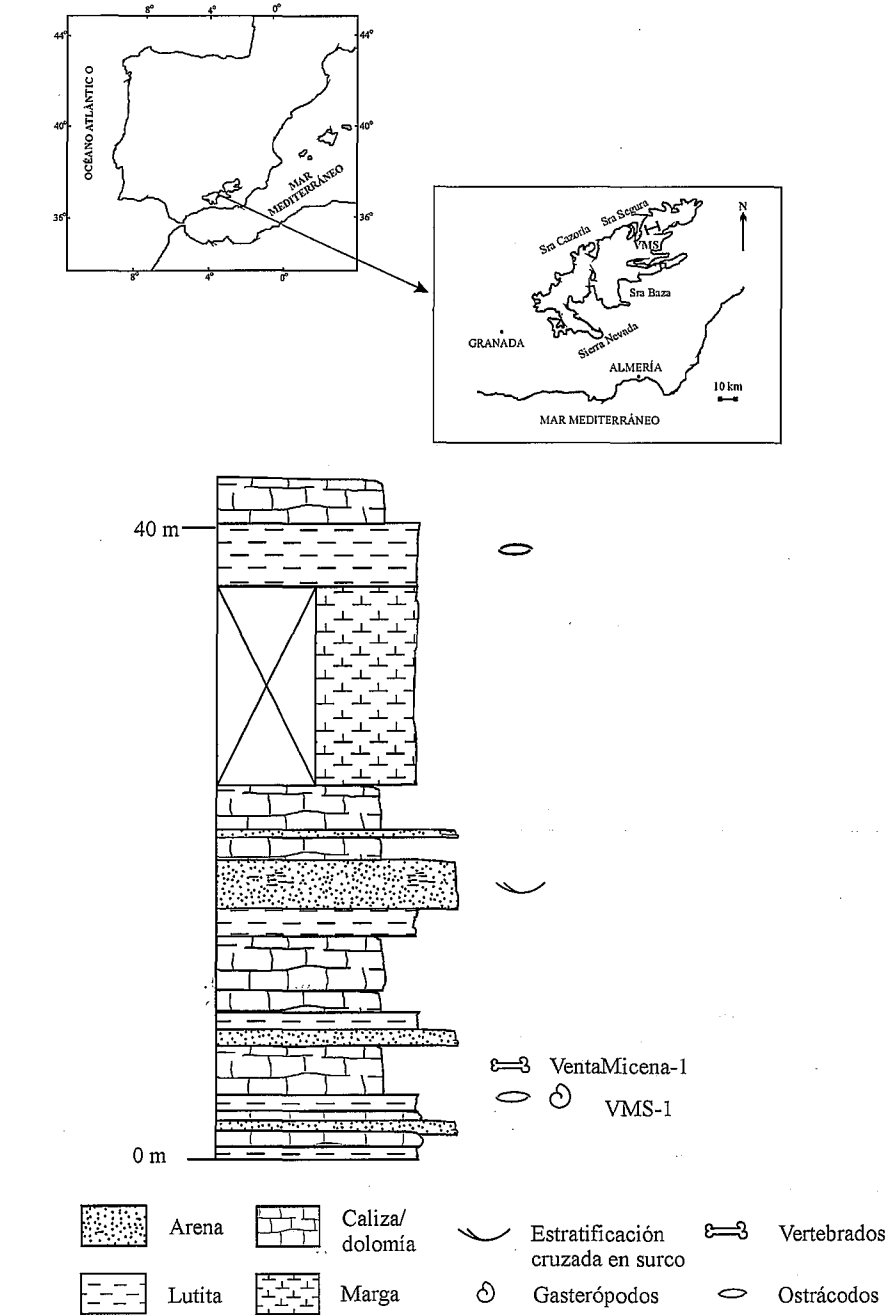 8° 4° 0°
44° 44°
OCÉANO ATLÁNTICO
40° 40°
MAR
MEDITERRÁNEO
36° 36°
8° 4° 0°
N
Sra Cazorla Sra Segura
VMS
Sra Baza
Sierra Nevada
GRANADA
ALMERÍA
10 km
MAR MEDITERRÁNEO
40 m
VentaMicena-1
VMS-1
0 m
Arena
Caliza/
dolomía
Estratificación
cruzada en surco
Vertebrados
Lutita
Marga
Gasterópodos
Ostrácodos